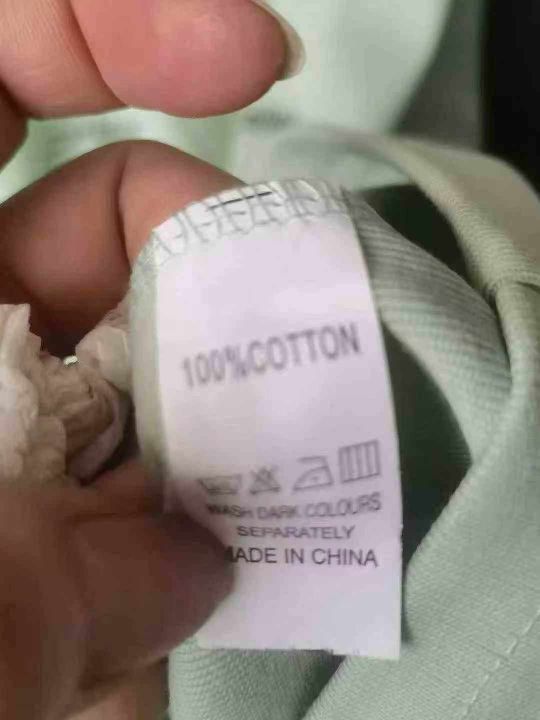 100%COTTON
WASH DARK COLOURS
SEPARATELY
MADE IN CHINA